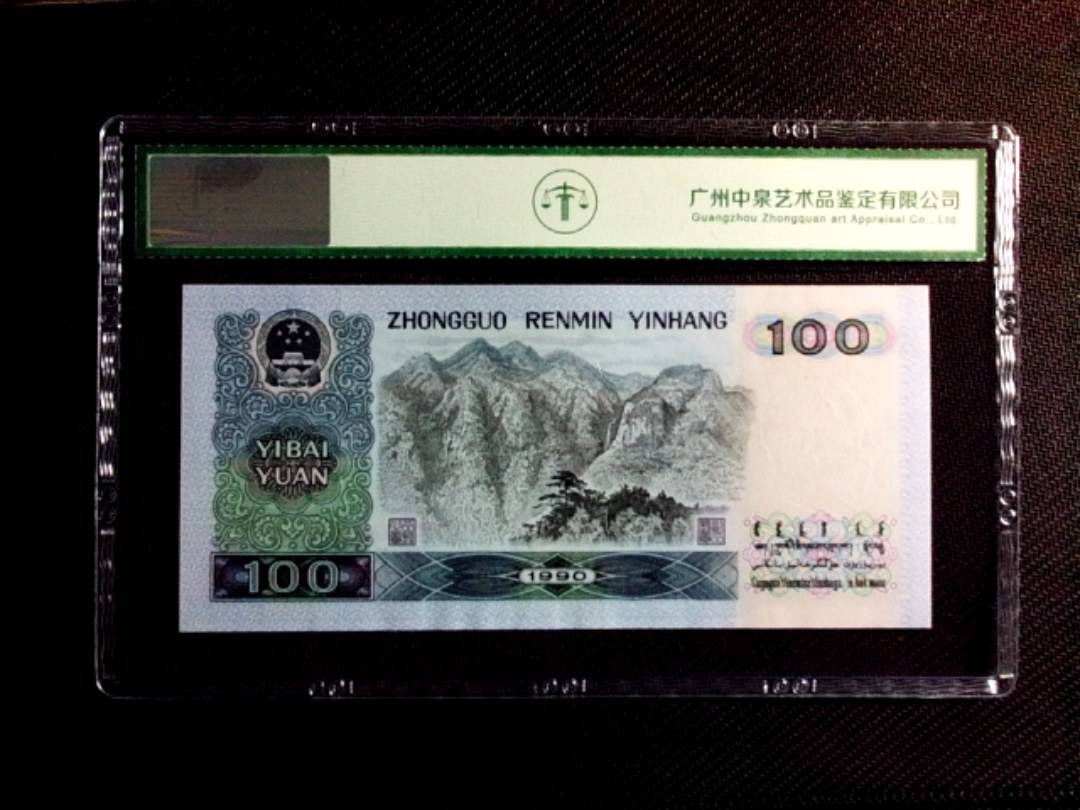 广州中泉艺术品鉴定有限公司
Guangzhou Zhongquan art Appraisal Co., Ltd.
ZHONGGUO RENMIN YINHANG
100
YIBAI
YUAN
100
1990